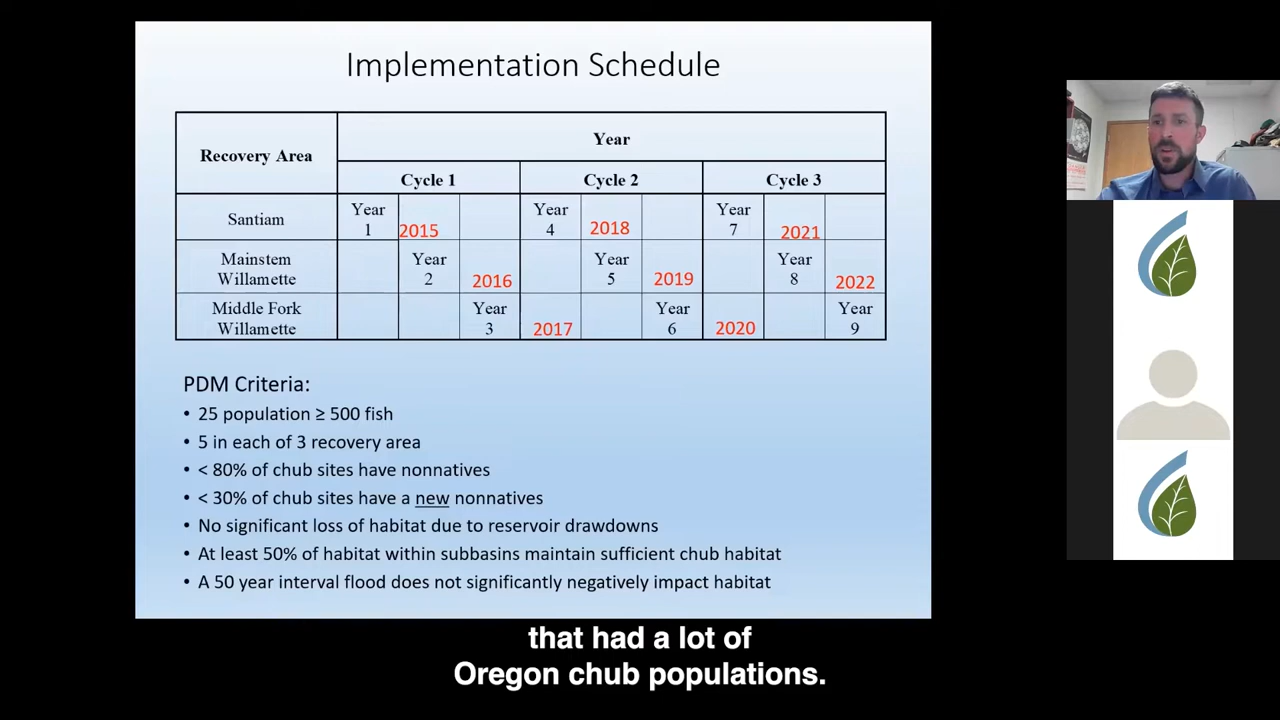 Implementation Schedule
Recovery Area
Year
Cycle 1
Cycle 2
Cycle 3
Santiam
Year
1
2015
Year
4
2018
Year
7
2021
Mainstem
Willamette
Year
2
2016
Year
5
2019
Year
8
2022
Middle Fork
Willamette
Year
3
2017
Year
6
2020
Year
9
PDM Criteria:
• 25 population ≥ 500 fish
• 5 in each of 3 recovery area
• < 80% of chub sites have nonnatives
• < 30% of chub sites have a new nonnatives
• No significant loss of habitat due to reservoir drawdowns
• At least 50% of habitat within subbasins maintain sufficient chub habitat
• A 50 year interval flood does not significantly negatively impact habitat
that had a lot of
Oregon chub populations.